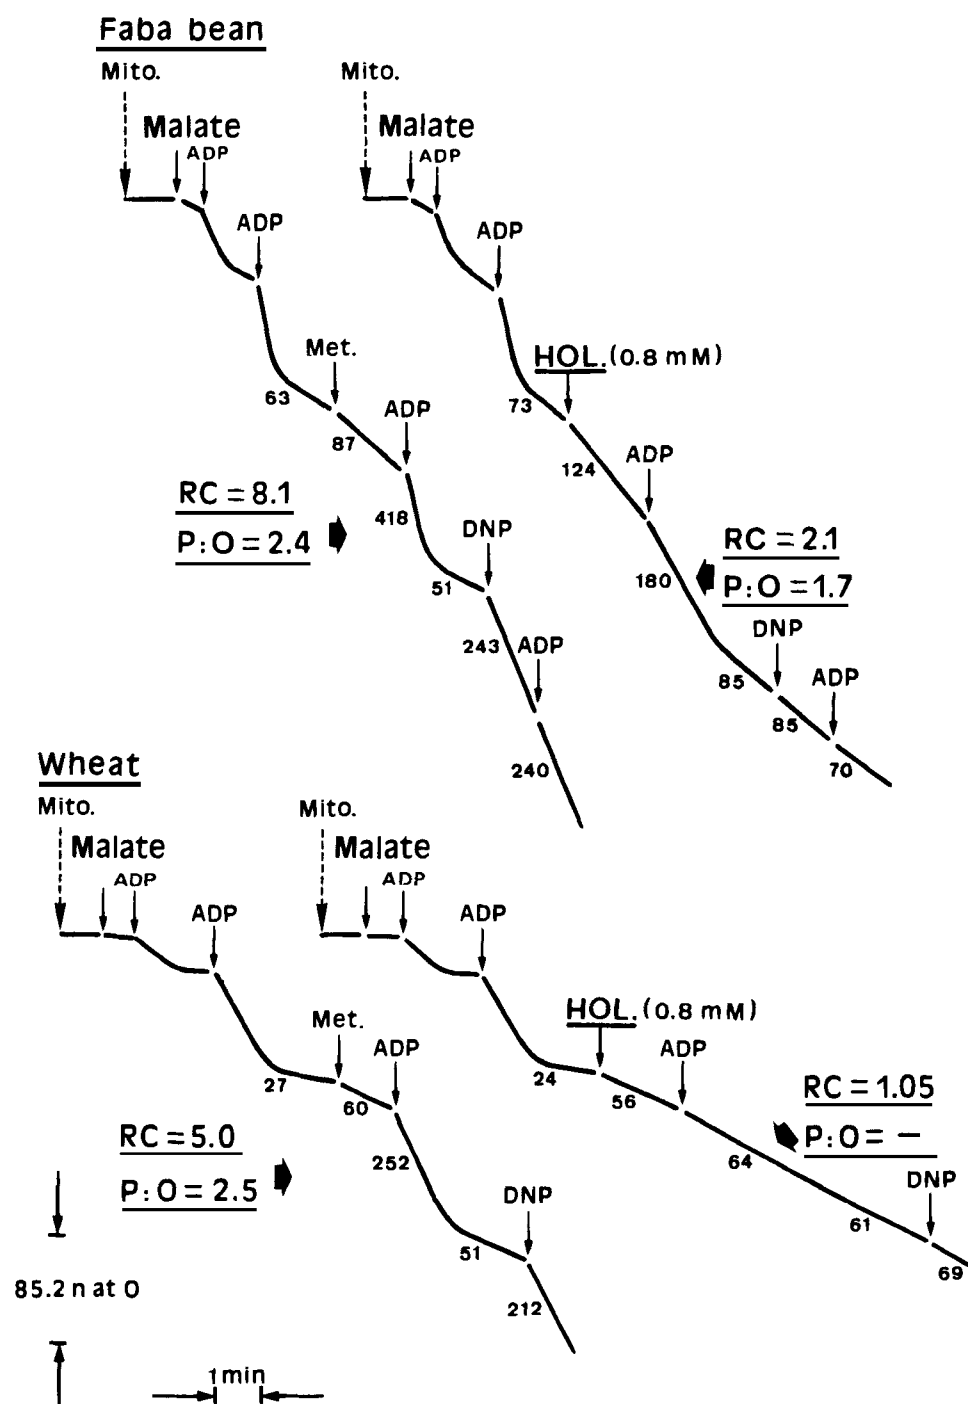 Faba bean
Mito.
Mito.
Malate
Malate
ADP
ADP
ADP
ADP
Met.
HOL. (0.8 mM)
63
73
87
ADP
124
ADP
RC = 8.1
P:O = 2.4
418
DNP
RC = 2.1
P:O = 1.7
51
180
243
ADP
DNP
85
ADP
85
240
70
Wheat
Mito.
Mito.
Malate
Malate
ADP
ADP
ADP
ADP
Met.
HOL. (0.8 mM)
ADP
ADP
27
24
60
56
RC = 1.05
P:O = —
RC = 5.0
P:O = 2.5
252
64
DNP
DNP
51
61
69
85.2 n at O
212
1 min